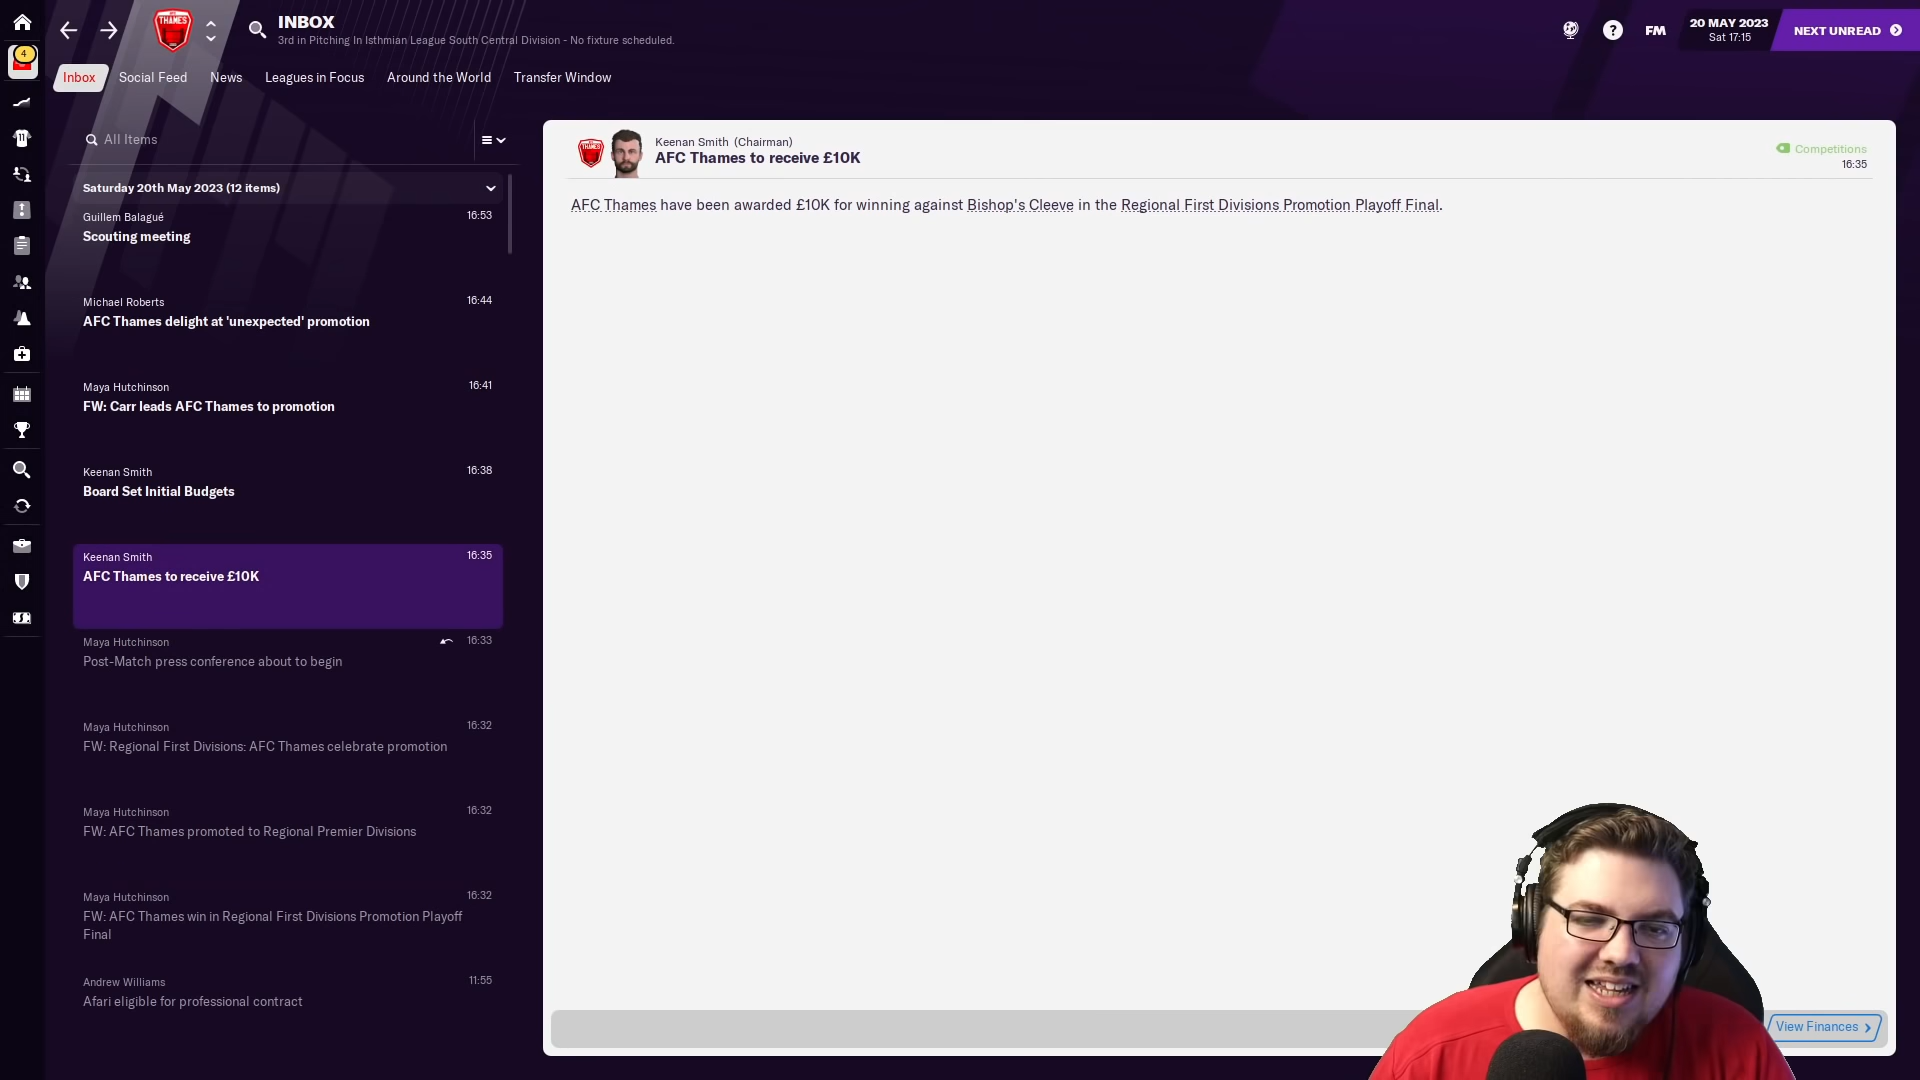 THAMES
INBOX
3rd in Pitching In Isthmian League South Central Division - No fixture scheduled.
FM
20 MAY 2023
Sat 17:15
NEXT UNREAD
4
Inbox
Social Feed
News
Leagues in Focus
Around the World
Transfer Window
All Items
Saturday 20th May 2023 (12 items)
Guillem Balagué
16:53
Scouting meeting
Michael Roberts
16:44
AFC Thames delight at 'unexpected' promotion
Maya Hutchinson
16:41
FW: Carr leads AFC Thames to promotion
Keenan Smith
16:38
Board Set Initial Budgets
Keenan Smith
16:35
AFC Thames to receive £10K
Maya Hutchinson
16:33
Post-Match press conference about to begin
Maya Hutchinson
16:32
FW: Regional First Divisions: AFC Thames celebrate promotion
Maya Hutchinson
16:32
FW: AFC Thames promoted to Regional Premier Divisions
Maya Hutchinson
16:32
FW: AFC Thames win in Regional First Divisions Promotion Playoff
Final
Andrew Williams
11:55
Afari eligible for professional contract
Keenan Smith (Chairman)
AFC Thames to receive £10K
Competitions
16:35
AFC Thames have been awarded £10K for winning against Bishop's Cleeve in the Regional First Divisions Promotion Playoff Final.
View Finances